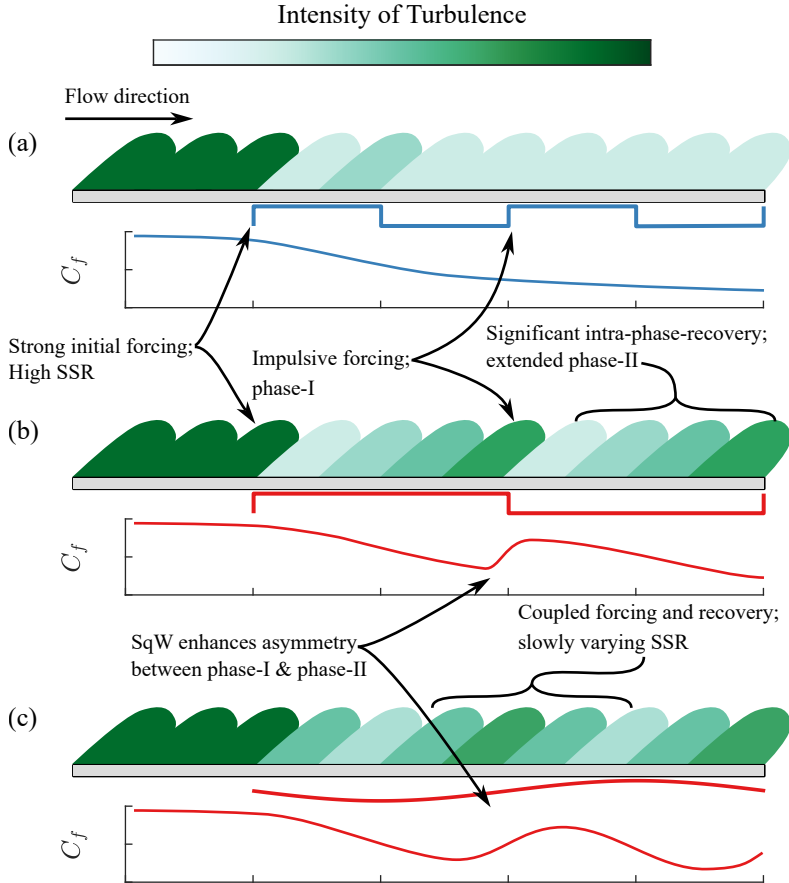 Intensity of Turbulence
Flow direction
(a)
C_f
Strong initial forcing;
High SSR
Impulsive forcing;
phase-I
Significant intra-phase-recovery;
extended phase-II
(b)
C_f
SqW enhances asymmetry
between phase-I & phase-II
Coupled forcing and recovery;
slowly varying SSR
(c)
C_f